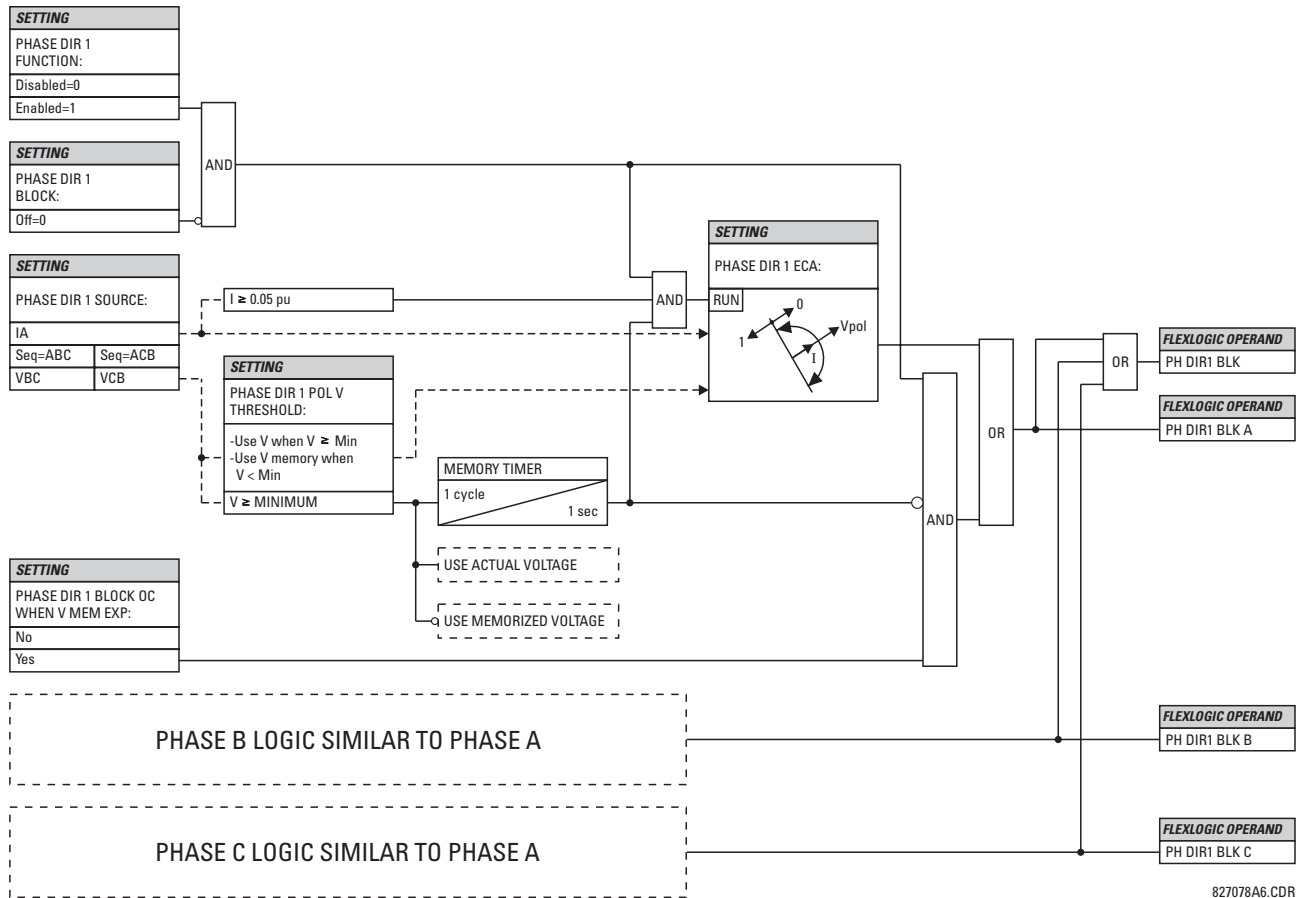 SETTING
PHASE DIR 1
FUNCTION:
Disabled=0
Enabled=1
AND
SETTING
PHASE DIR 1
BLOCK:
Off=0
SETTING
PHASE DIR 1 SOURCE:
IA
Seq=ABC
Seq=ACB
VBC
VCB
I ≥ 0.05 pu
SETTING
PHASE DIR 1 POL V
THRESHOLD:
-Use V when V ≥ Min
-Use V memory when
V < Min
V ≥ MINIMUM
MEMORY TIMER
1 cycle
1 sec
USE ACTUAL VOLTAGE
USE MEMORIZED VOLTAGE
AND
SETTING
PHASE DIR 1 ECA:
RUN
0
1
Vpol
I
AND
OR
OR
FLEXLOGIC OPERAND
PH DIR1 BLK
FLEXLOGIC OPERAND
PH DIR1 BLK A
SETTING
PHASE DIR 1 BLOCK OC
WHEN V MEM EXP:
No
Yes
PHASE B LOGIC SIMILAR TO PHASE A
FLEXLOGIC OPERAND
PH DIR1 BLK B
PHASE C LOGIC SIMILAR TO PHASE A
FLEXLOGIC OPERAND
PH DIR1 BLK C
827078A6.CDR